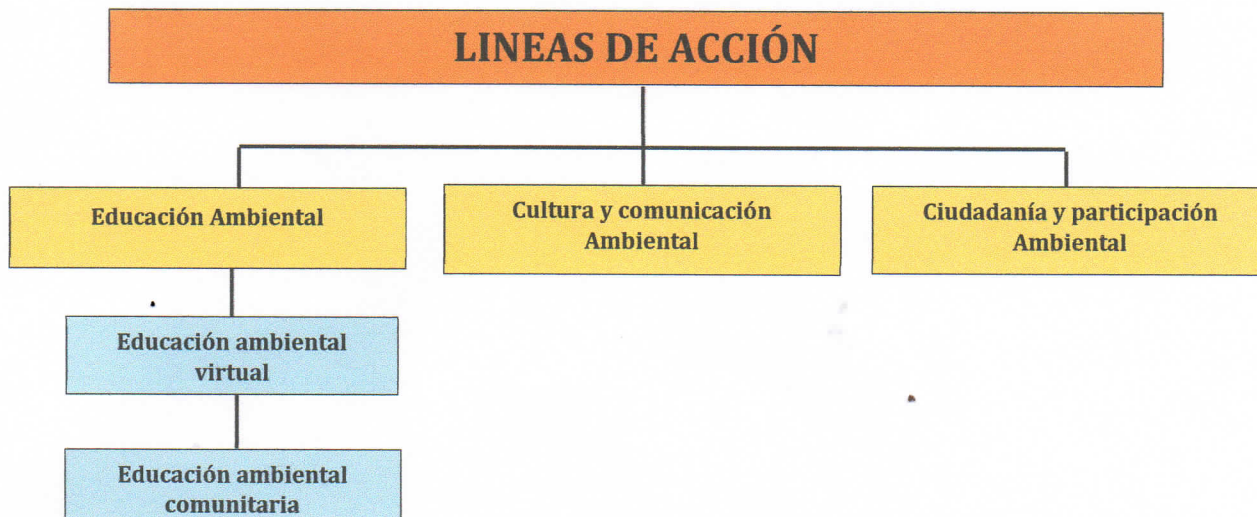 LINEAS DE ACCIÓN
Educación Ambiental
Cultura y comunicación
Ambiental
Ciudadanía y participación
Ambiental
Educación ambiental
virtual
Educación ambiental
comunitaria